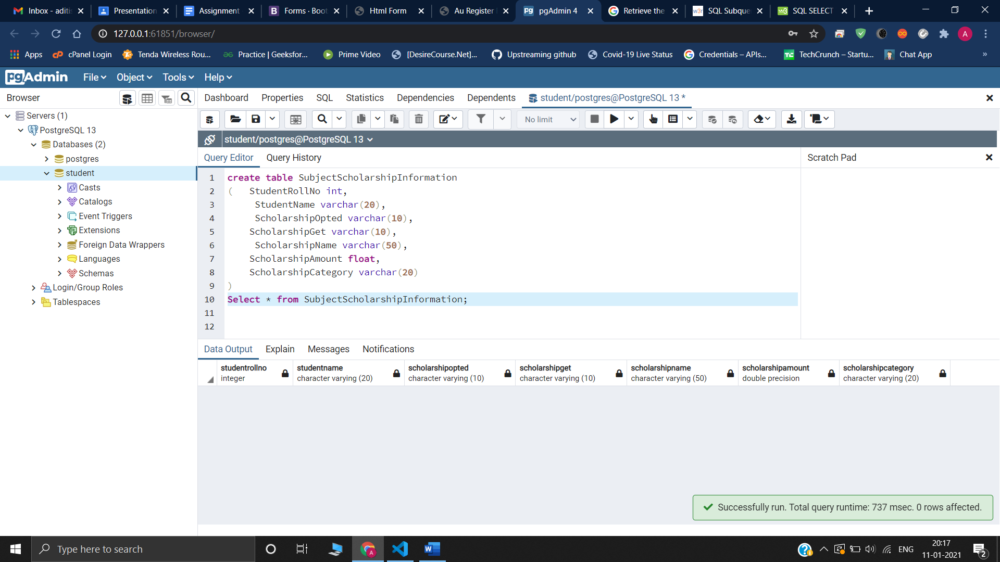 Inbox - aditis
Presentation
Assignment
Forms · Boot
Html Form
Au Register
pgAdmin 4
Retrieve the
SQL Subque
SQL SELECT
127.0.0.1:61851/browser/
Apps
cPanel Login
Tenda Wireless Rou...
Practice | Geeksfor...
Prime Video
[DesireCourse.Net]...
Upstreaming github
Covid-19 Live Status
Credentials – APIs...
TechCrunch – Startu...
Chat App
»
pgAdmin
File
Object
Tools
Help
Browser
Dashboard
Properties
SQL
Statistics
Dependencies
Dependents
student/postgres@PostgreSQL 13 *
Servers (1)
PostgreSQL 13
Databases (2)
postgres
student
Casts
Catalogs
Event Triggers
Extensions
Foreign Data Wrappers
Languages
Schemas
Login/Group Roles
Tablespaces
No limit
student/postgres@PostgreSQL 13
Query Editor
Query History
Scratch Pad
1 create table SubjectScholarshipInformation
2 ( StudentRollNo int,
3 StudentName varchar(20),
4 ScholarshipOpted varchar(10),
5 ScholarshipGet varchar(10),
6 ScholarshipName varchar(50),
7 ScholarshipAmount float,
8 ScholarshipCategory varchar(20)
9 )
10 Select * from SubjectScholarshipInformation;
11
12
Data Output
Explain
Messages
Notifications
studentrollno
integer
studentname
character varying (20)
scholarshipopted
character varying (10)
scholarshipget
character varying (10)
scholarshipname
character varying (50)
scholarshipamount
double precision
scholarshipcategory
character varying (20)
Successfully run. Total query runtime: 737 msec. 0 rows affected.
Type here to search
ENG
20:17
11-01-2021
2